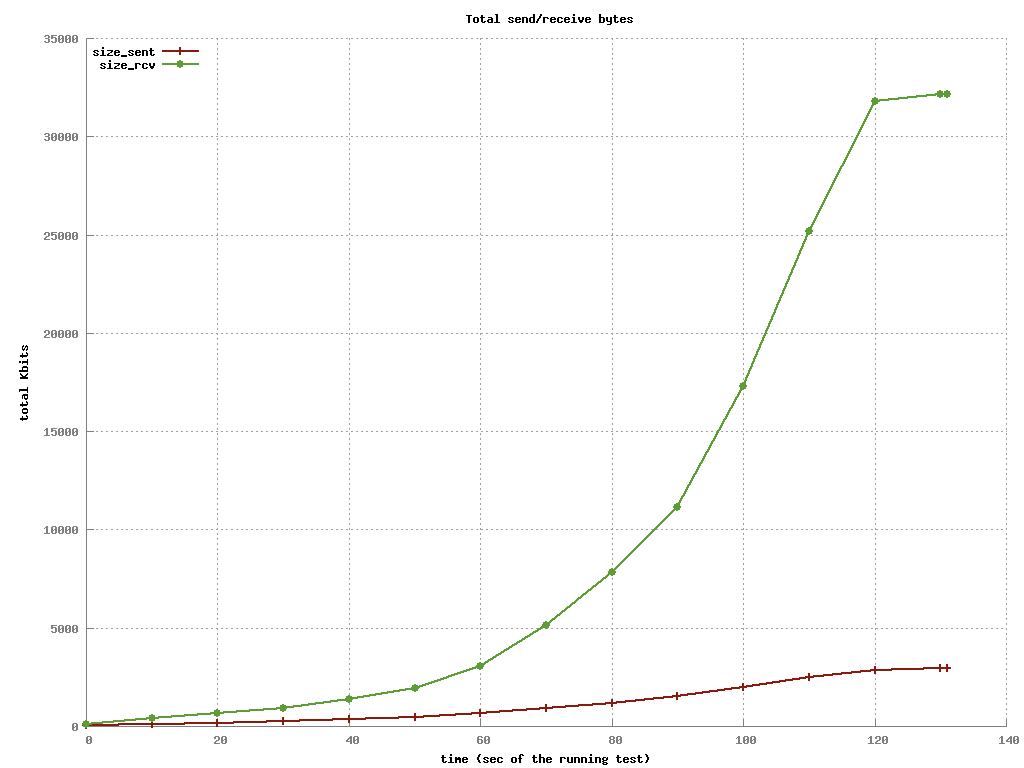 Total send/receive bytes
size_sent
size_rcv
35000
30000
25000
20000
15000
10000
5000
0
total Kbits
0 20 40 60 80 100 120 140
time (sec of the running test)